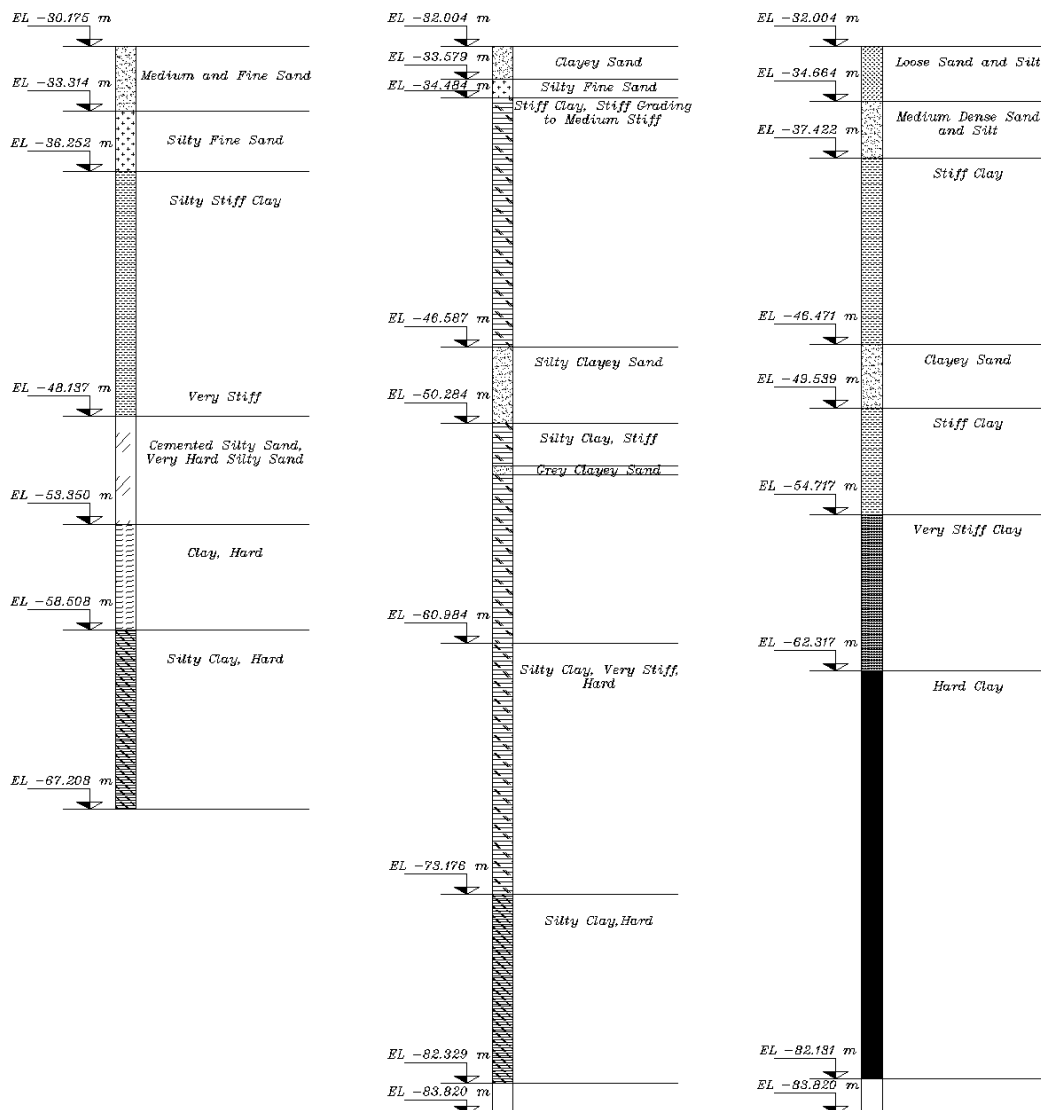 EL -30.175 m
Medium and Fine Sand
EL -33.314 m
Silty Fine Sand
EL -36.252 m
Silty Stiff Clay
EL -48.137 m
Very Stiff
Cemented Silty Sand,
Very Hard Silty Sand
EL -53.350 m
Clay, Hard
EL -58.508 m
Silty Clay, Hard
EL -67.208 m
EL -32.004 m
Clayey Sand
EL -33.579 m
Silty Fine Sand
EL -34.484 m
Stiff Clay, Stiff Grading
to Medium Stiff
EL -46.587 m
Silty Clayey Sand
EL -50.284 m
Silty Clay, Stiff
Grey Clayey Sand
EL -60.984 m
Silty Clay, Very Stiff,
Hard
EL -73.176 m
Silty Clay,Hard
EL -82.329 m
EL -83.820 m
EL -32.004 m
Loose Sand and Silt
EL -34.664 m
Medium Dense Sand
and Silt
EL -37.422 m
Stiff Clay
EL -46.471 m
Clayey Sand
EL -49.539 m
Stiff Clay
EL -54.717 m
Very Stiff Clay
EL -62.317 m
Hard Clay
EL -82.131 m
EL -83.820 m